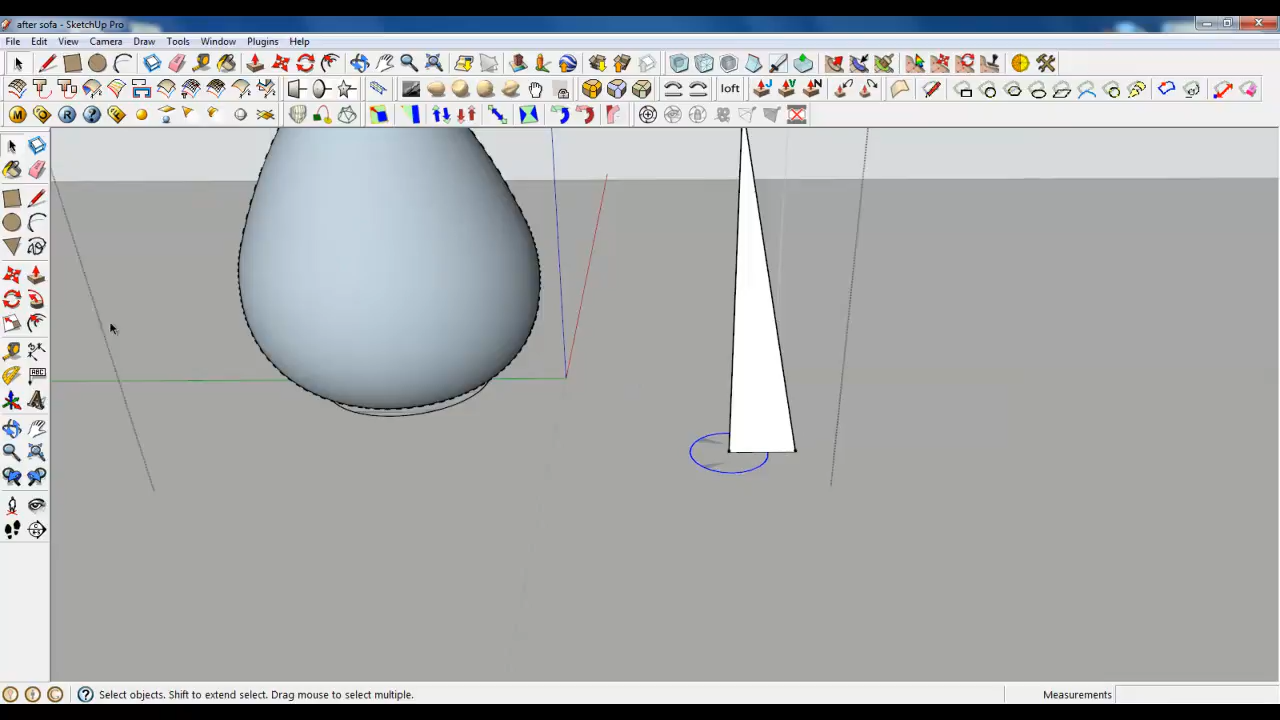 after sofa - SketchUp Pro
File Edit View Camera Draw Tools Window Plugins Help
loft
Select objects. Shift to extend select. Drag mouse to select multiple.
Measurements